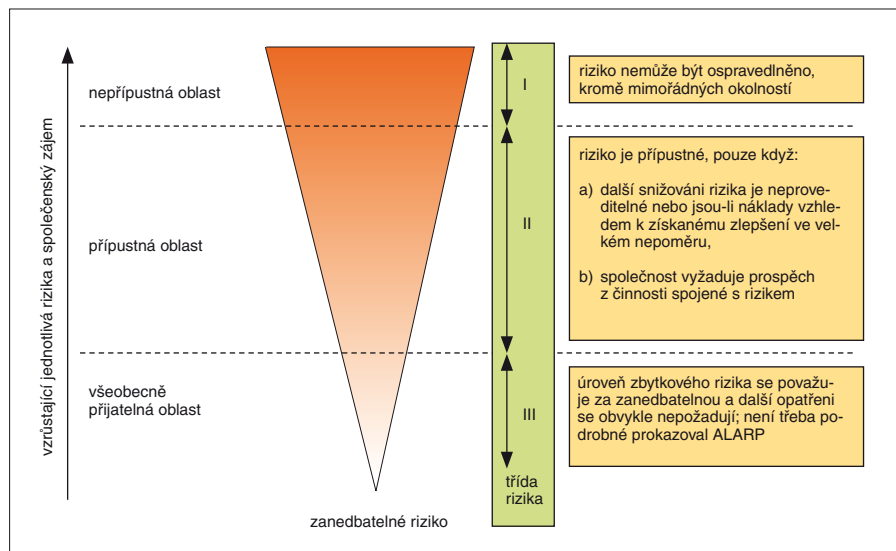 vzrůstající jednotlivá rizika a společenský zájem
nepřípustná oblast
I
riziko nemůže být ospravedlněno,
kromě mimořádných okolností
přípustná oblast
II
riziko je přípustné, pouze když:
a) další snižováni rizika je neprove-
ditelné nebo jsou-li náklady vzhle-
dem k získanému zlepšení ve vel-
kém nepoměru,
b) společnost vyžaduje prospěch
z činnosti spojené s rizikem
všeobecně
přijatelná oblast
III
úroveň zbytkového rizika se považu-
je za zanedbatelnou a další opatřeni
se obvykle nepožadují; není třeba po-
drobné prokazoval ALARP
třída
rizika
zanedbatelné riziko